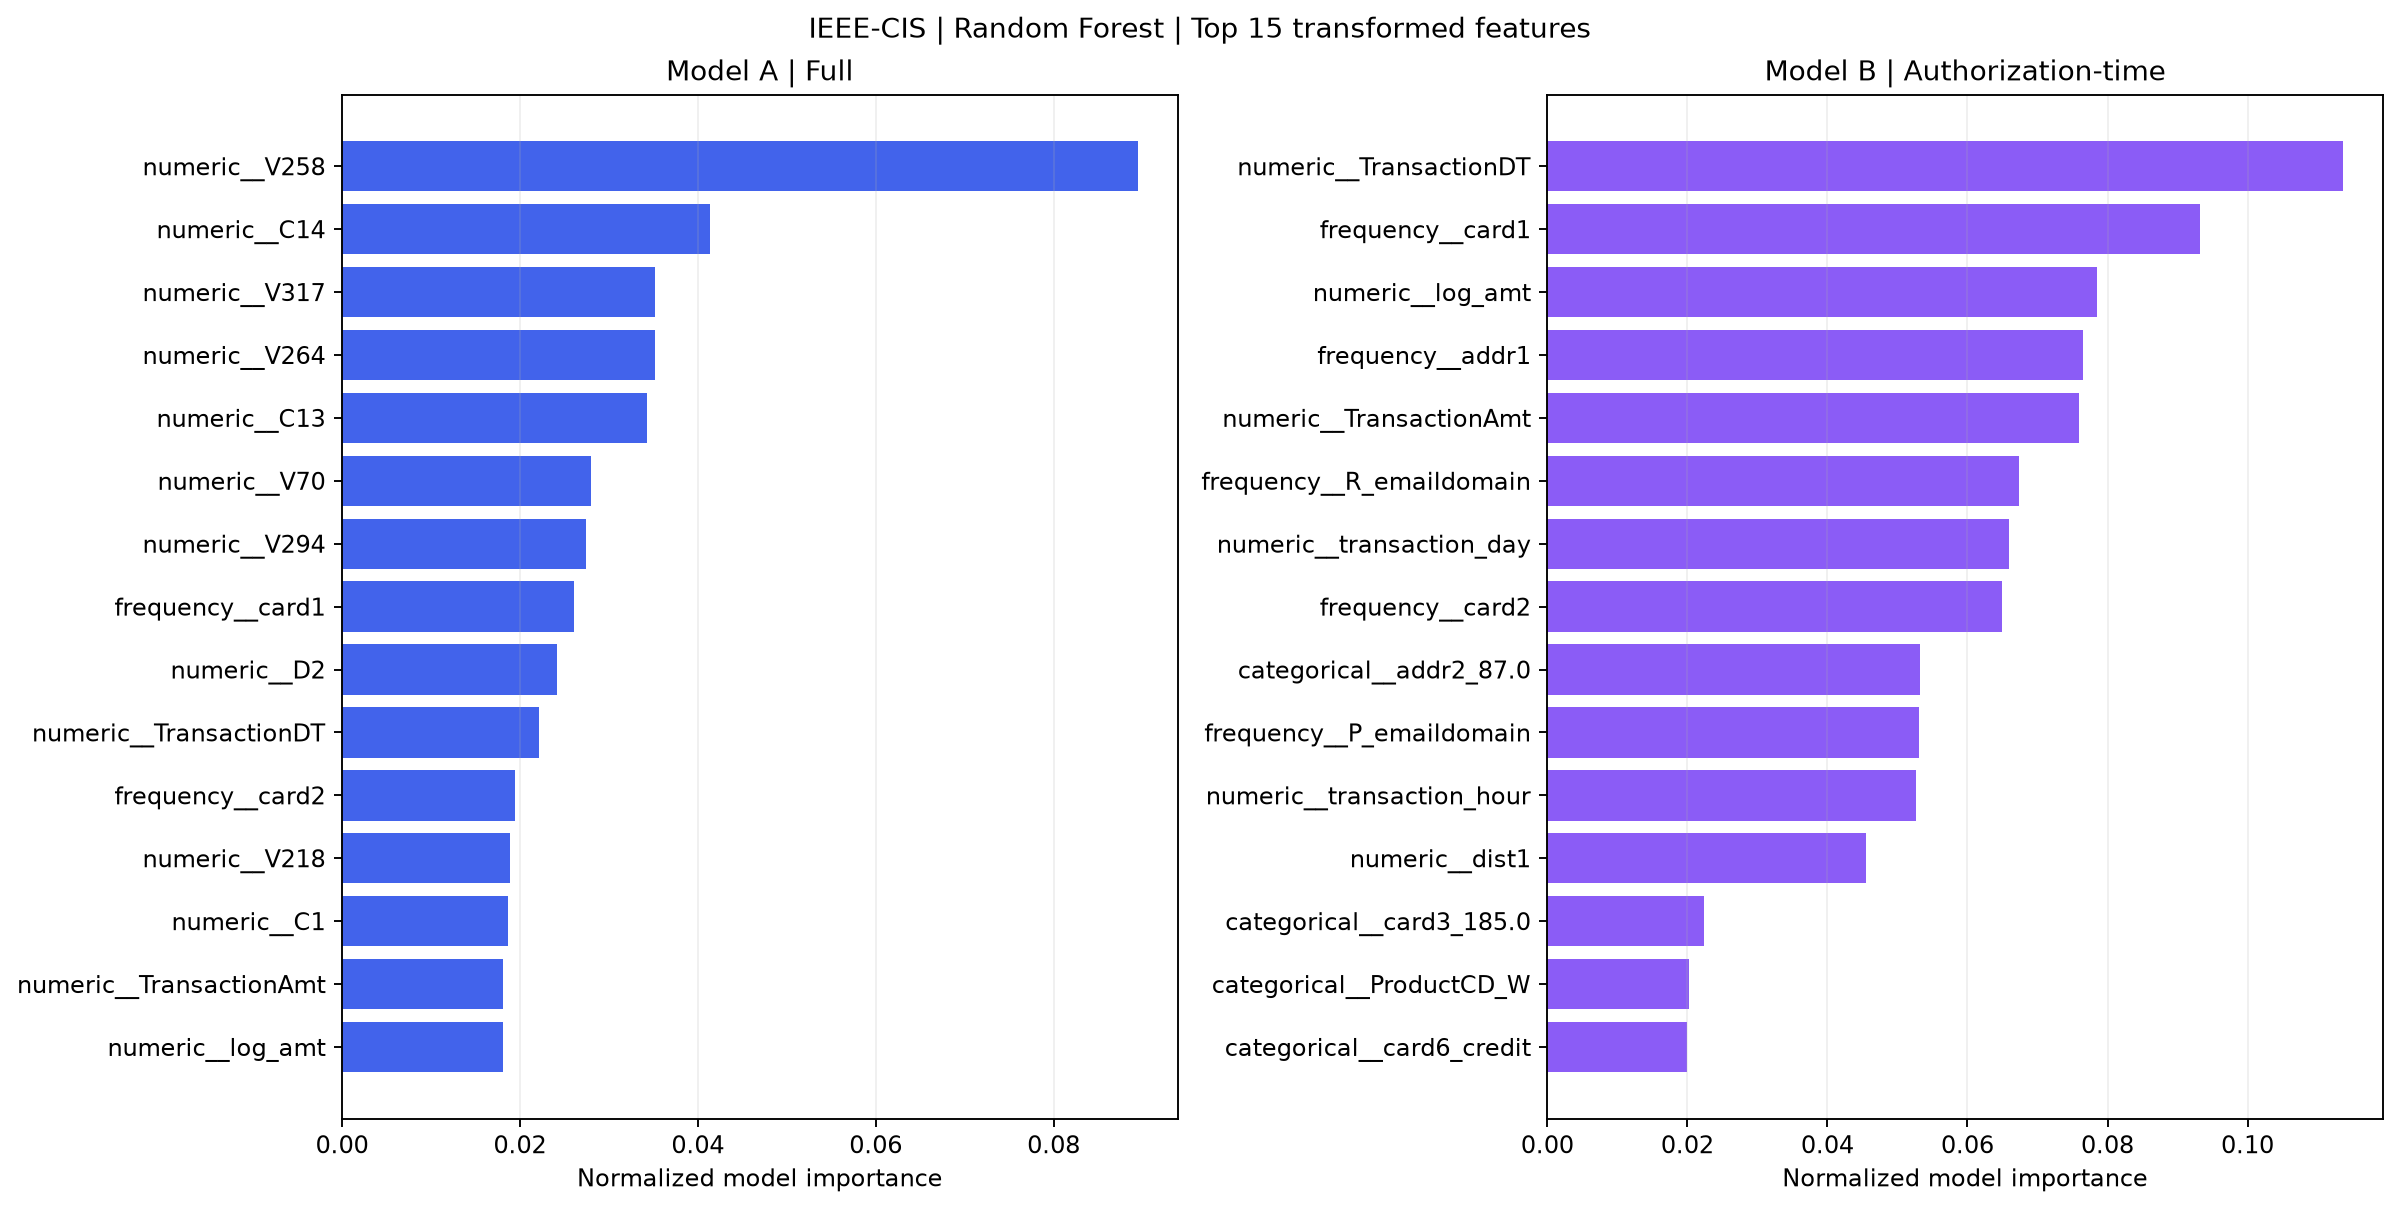 IEEE-CIS | Random Forest | Top 15 transformed features
Model A | Full
numeric__V258
numeric__C14
numeric__V317
numeric__V264
numeric__C13
numeric__V70
numeric__V294
frequency__card1
numeric__D2
numeric__TransactionDT
frequency__card2
numeric__V218
numeric__C1
numeric__TransactionAmt
numeric__log_amt
0.00 0.02 0.04 0.06 0.08
Normalized model importance
Model B | Authorization-time
numeric__TransactionDT
frequency__card1
numeric__log_amt
frequency__addr1
numeric__TransactionAmt
frequency__R_emaildomain
numeric__transaction_day
frequency__card2
categorical__addr2_87.0
frequency__P_emaildomain
numeric__transaction_hour
numeric__dist1
categorical__card3_185.0
categorical__ProductCD_W
categorical__card6_credit
0.00 0.02 0.04 0.06 0.08 0.10
Normalized model importance